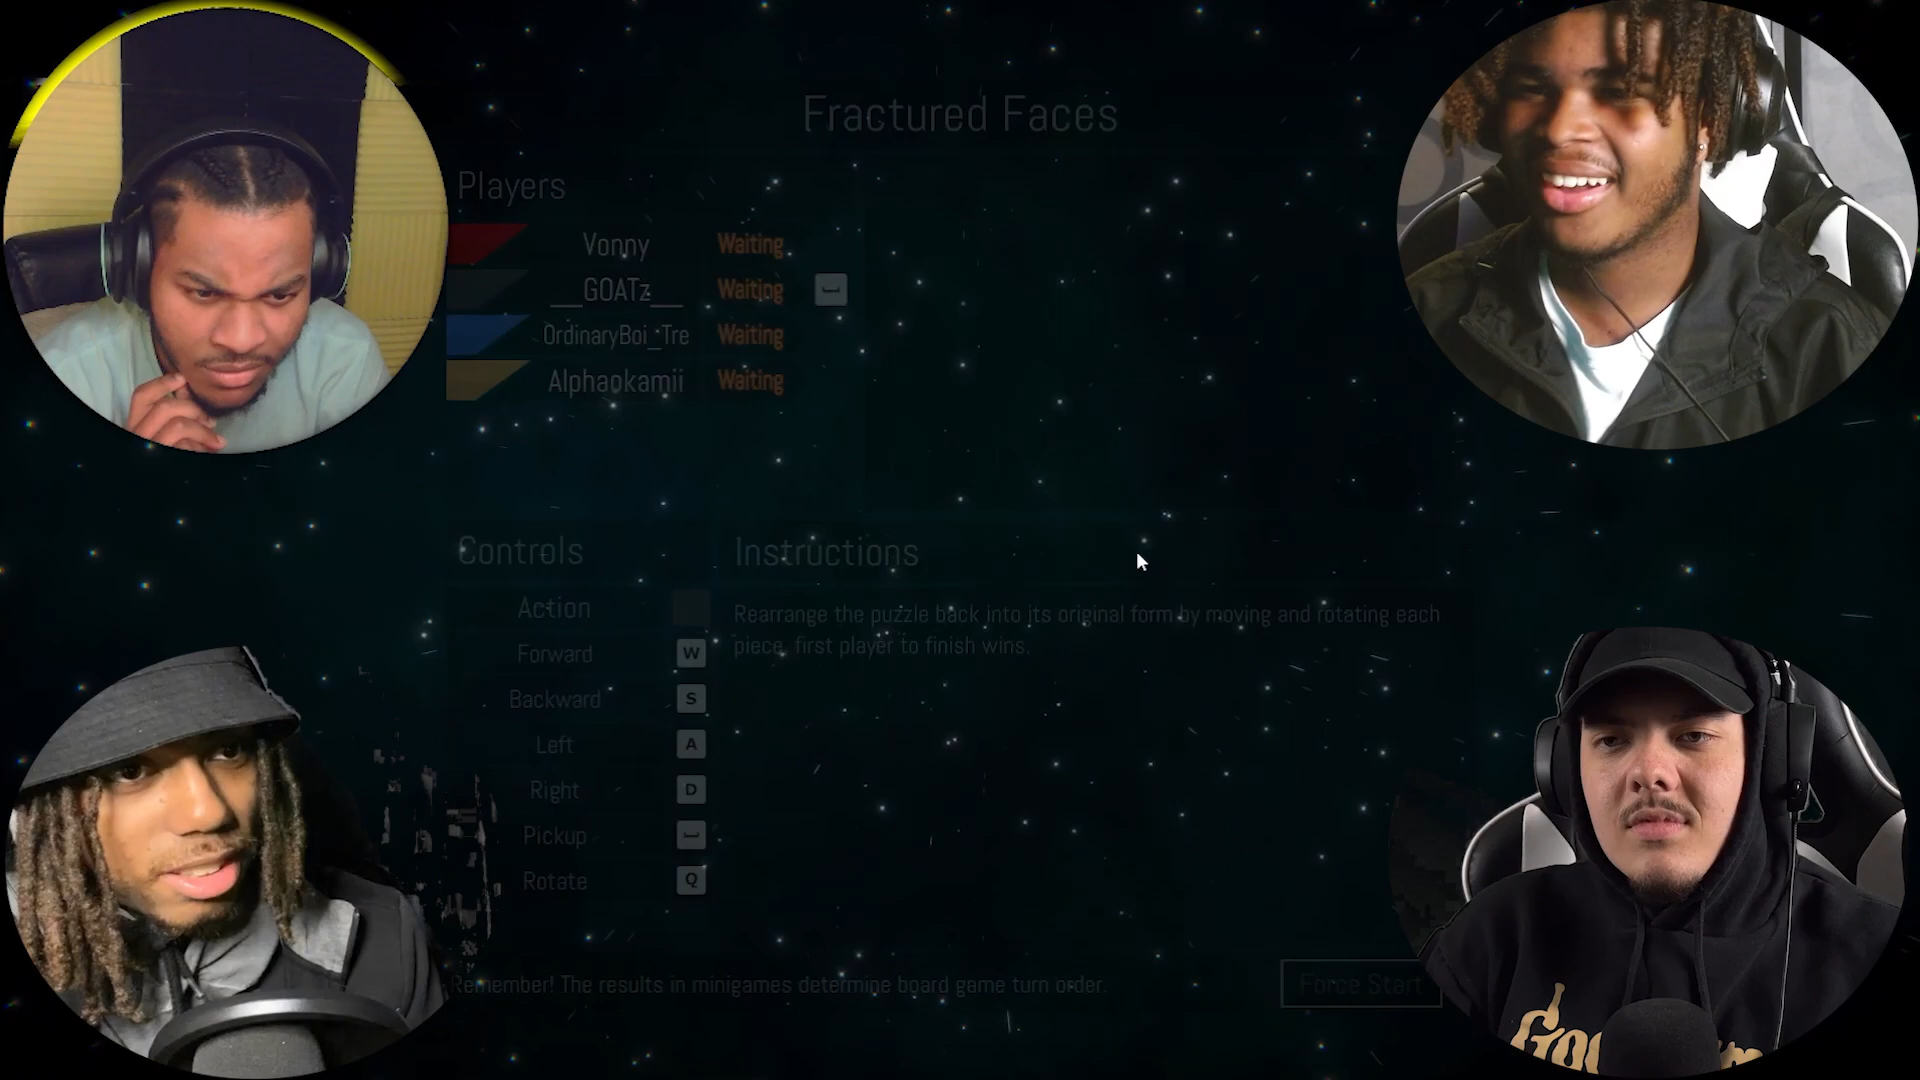 Fractured Faces
Players
Vonny Waiting
__GOATz__ Waiting
OrdinaryBoi_Tre Waiting
Alphaokamii Waiting
Controls
Action
Forward W
Backward S
Left A
Right D
Pickup
Rotate Q
Instructions
Rearrange the puzzle back into its original form by moving and rotating each
piece, first player to finish wins.
Remember! The results in minigames determine board game turn order.
Force Start